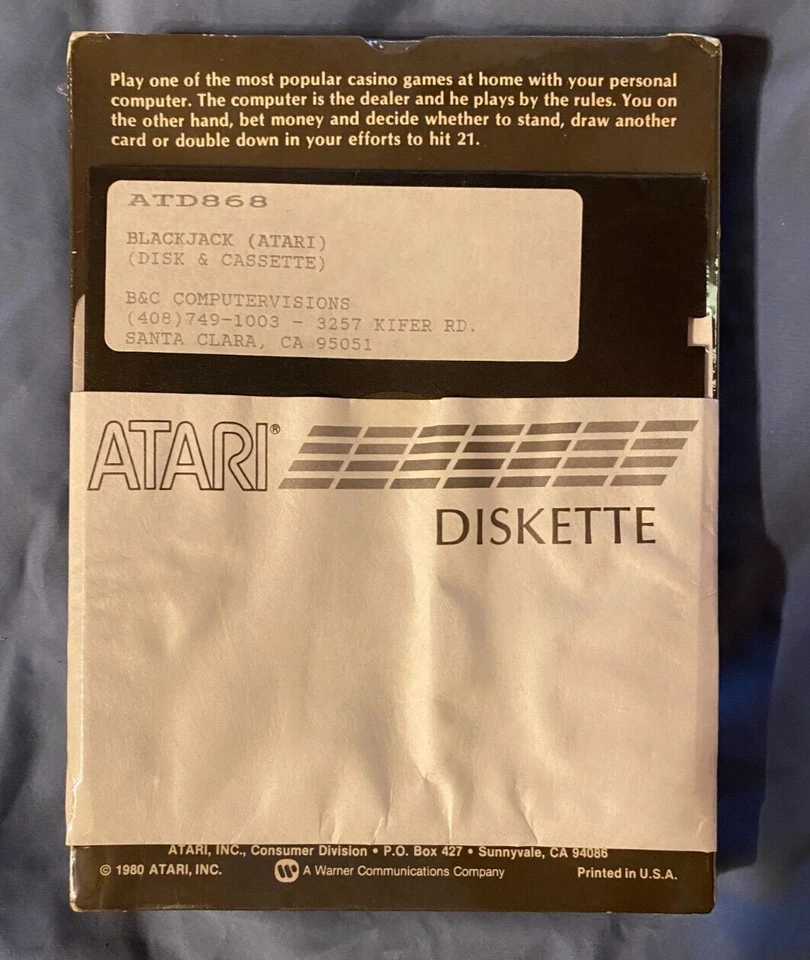 Play one of the most popular casino games at home with your personal
computer. The computer is the dealer and he plays by the rules. You on
the other hand, bet money and decide whether to stand, draw another
card or double down in your efforts to hit 21.
ATD868
BLACKJACK (ATARI)
(DISK & CASSETTE)
B&C COMPUTERVISIONS
(408)749-1003 - 3257 KIFER RD.
SANTA CLARA, CA 95051
ATARI®
DISKETTE
ATARI, INC., Consumer Division • P.O. Box 427 • Sunnyvale, CA 94086
© 1980 ATARI, INC.
A Warner Communications Company
Printed in U.S.A.